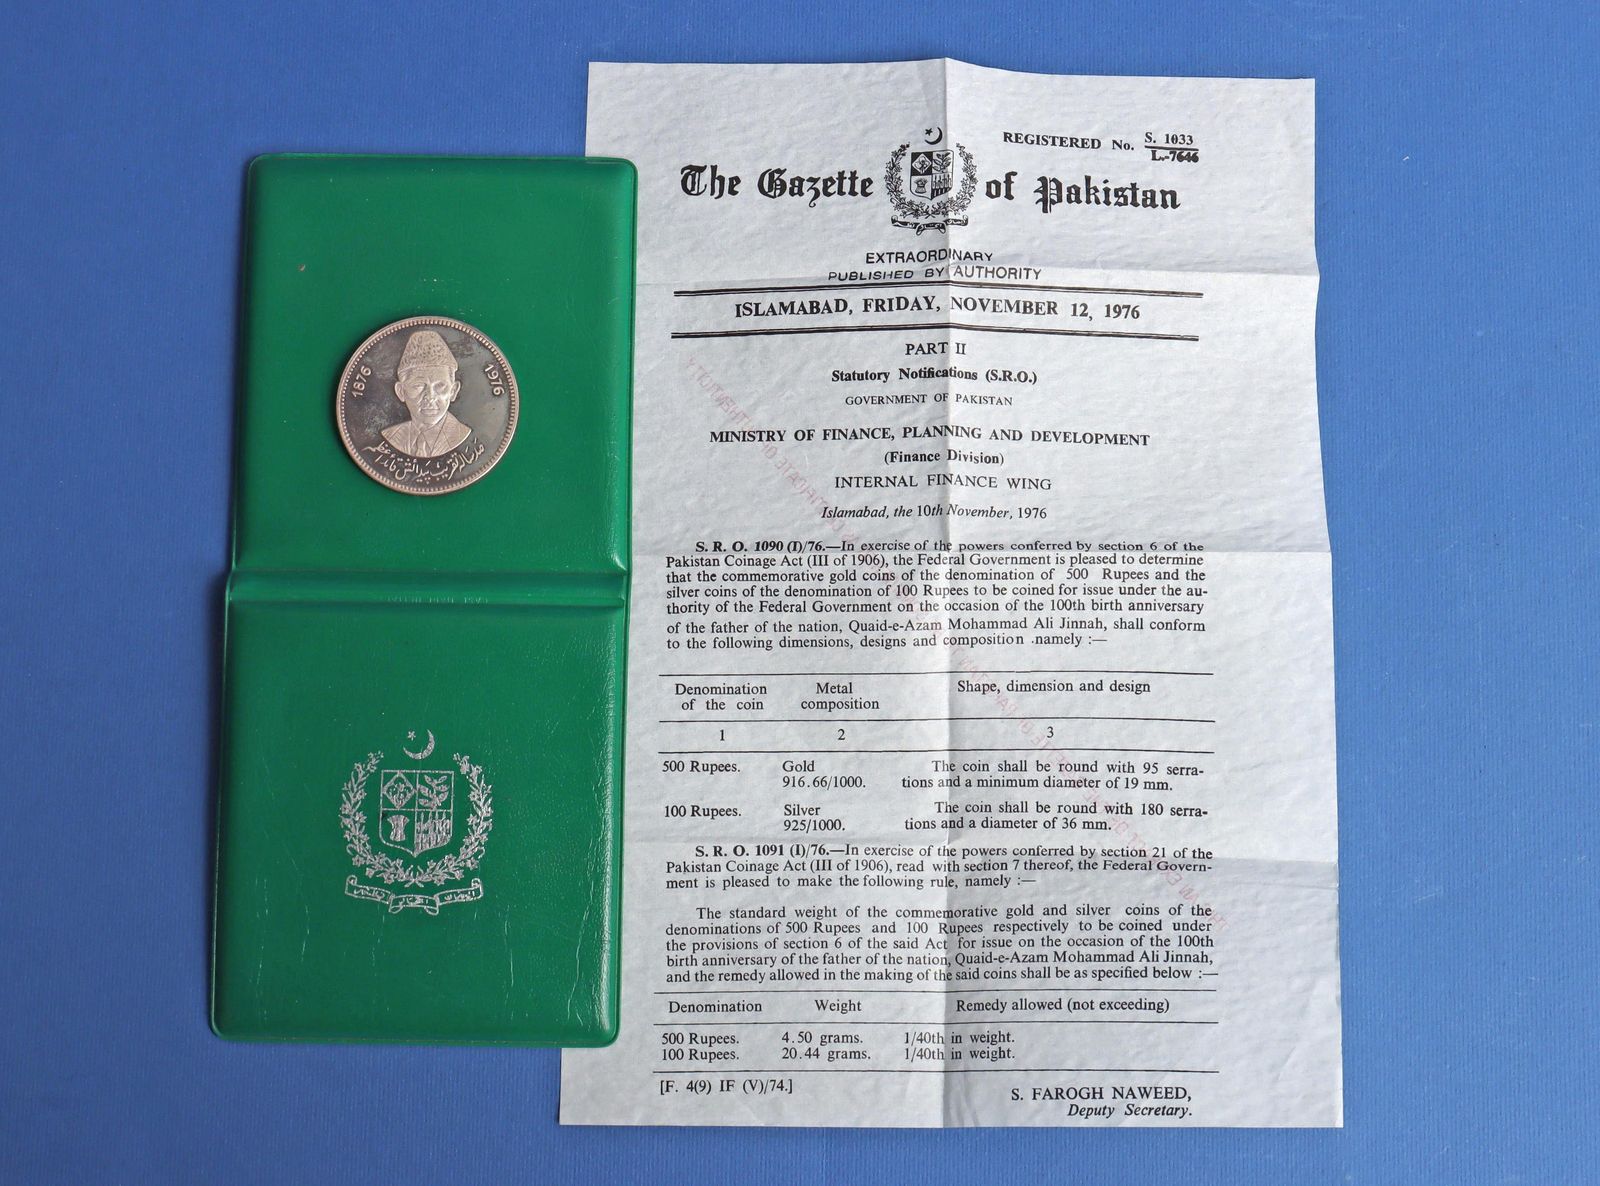 1876
1976
صد سالہ تقریب پیدائش قائد اعظم
REGISTERED No. S. 1033
L.-7646
The Gazette of Pakistan
EXTRAORDINARY
PUBLISHED BY AUTHORITY
ISLAMABAD, FRIDAY, NOVEMBER 12, 1976
PART II
Statutory Notifications (S.R.O.)
GOVERNMENT OF PAKISTAN
MINISTRY OF FINANCE, PLANNING AND DEVELOPMENT
(Finance Division)
INTERNAL FINANCE WING
Islamabad, the 10th November, 1976
S. R. O. 1090 (I)/76.—In exercise of the powers conferred by section 6 of the
Pakistan Coinage Act (III of 1906), the Federal Government is pleased to determine
that the commemorative gold coins of the denomination of 500 Rupees and the
silver coins of the denomination of 100 Rupees to be coined for issue under the au-
thority of the Federal Government on the occasion of the 100th birth anniversary
of the father of the nation, Quaid-e-Azam Mohammad Ali Jinnah, shall conform
to the following dimensions, designs and composition .namely :—
Denomination Metal Shape, dimension and design
of the coin composition
1 2 3
500 Rupees. Gold The coin shall be round with 95 serra-
916.66/1000. tions and a minimum diameter of 19 mm.
100 Rupees. Silver The coin shall be round with 180 serra-
925/1000. tions and a diameter of 36 mm.
S. R. O. 1091 (I)/76.—In exercise of the powers conferred by section 21 of the
Pakistan Coinage Act (III of 1906), read with section 7 thereof, the Federal Govern-
ment is pleased to make the following rule, namely :—
The standard weight of the commemorative gold and silver coins of the
denominations of 500 Rupees and 100 Rupees respectively to be coined under
the provisions of section 6 of the said Act for issue on the occasion of the 100th
birth anniversary of the father of the nation, Quaid-e-Azam Mohammad Ali Jinnah,
and the remedy allowed in the making of the said coins shall be as specified below :—
Denomination Weight Remedy allowed (not exceeding)
500 Rupees. 4.50 grams. 1/40th in weight.
100 Rupees. 20.44 grams. 1/40th in weight.
[F. 4(9) IF (V)/74.]
S. FAROGH NAWEED,
Deputy Secretary.